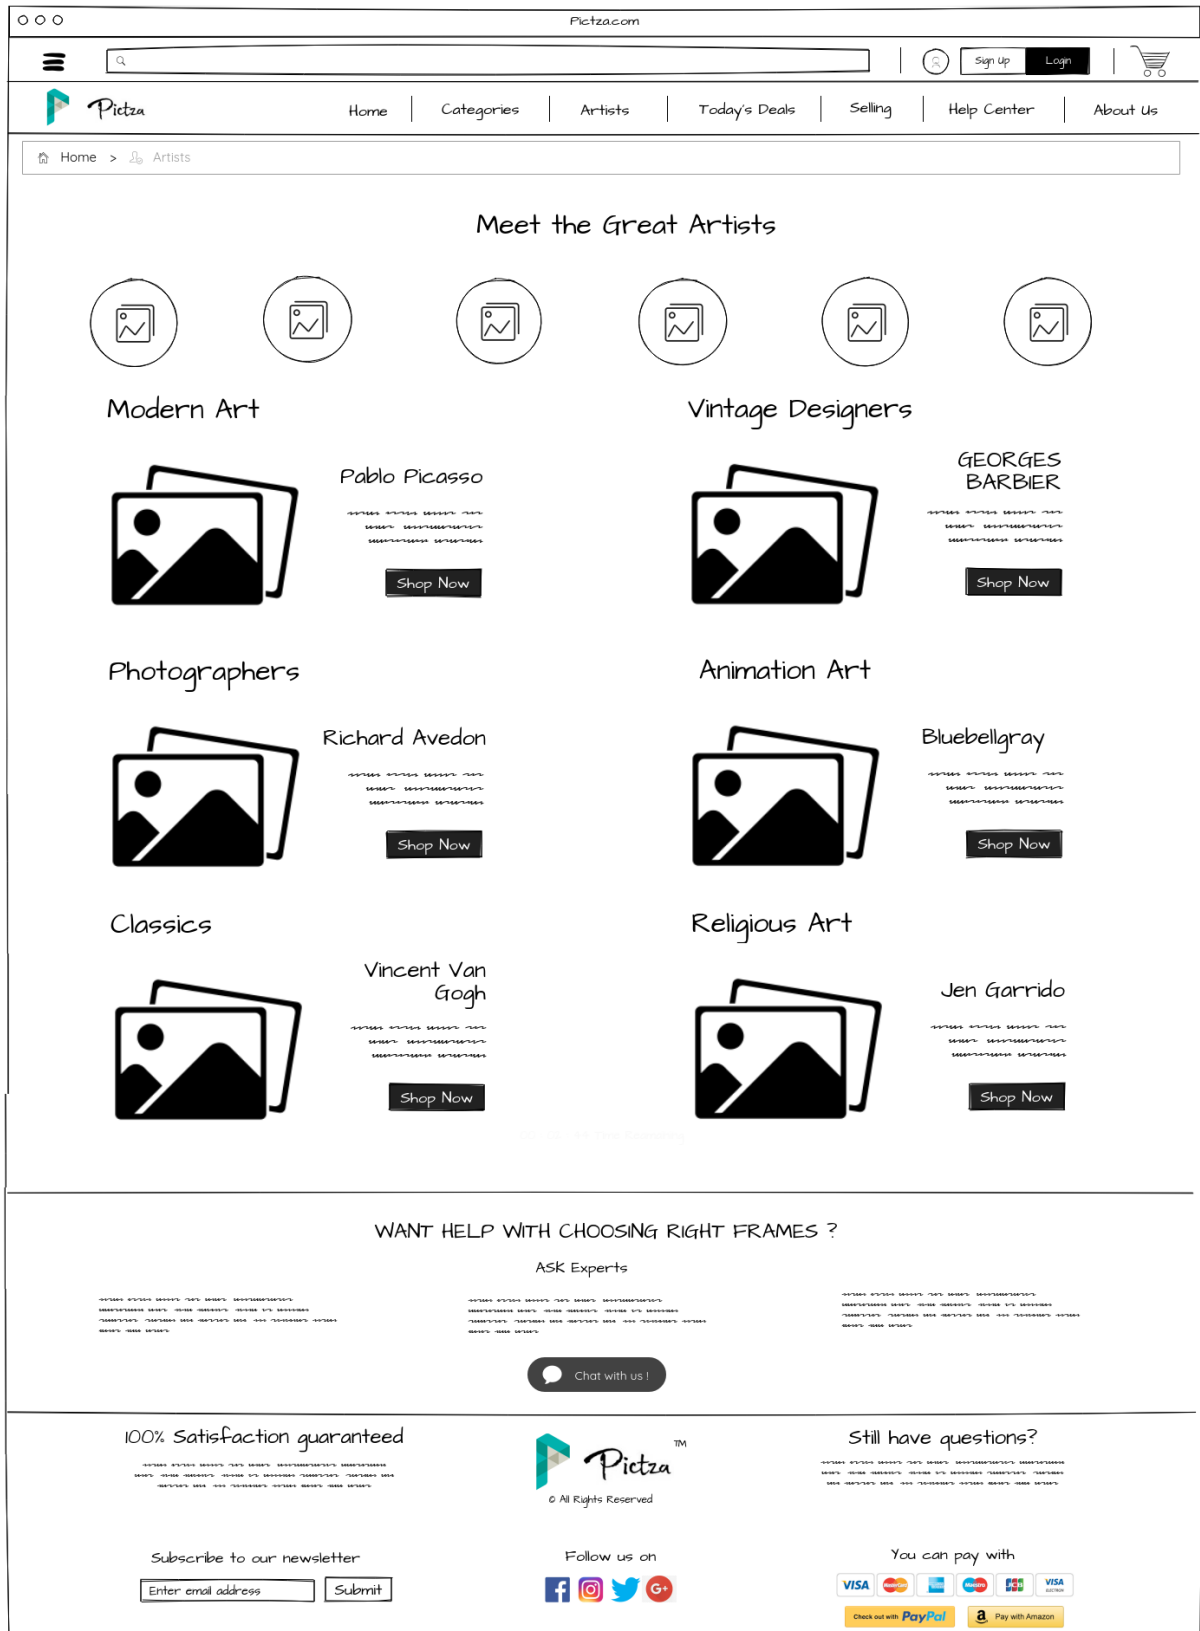 Pictza.com
Sign Up
Login
Pictza
Home
Categories
Artists
Today's Deals
Selling
Help Center
About Us
Home > Artists
Meet the Great Artists
Modern Art
Pablo Picasso
Shop Now
Vintage Designers
GEORGES
BARBIER
Shop Now
Photographers
Richard Avedon
Shop Now
Animation Art
Bluebellgray
Shop Now
Classics
Vincent Van
Gogh
Shop Now
Religious Art
Jen Garrido
Shop Now
WANT HELP WITH CHOOSING RIGHT FRAMES ?
ASK Experts
Chat with us !
100% Satisfaction guaranteed
Pictza TM
© All Rights Reserved
Still have questions?
Subscribe to our newsletter
Enter email address
Submit
Follow us on
G+
You can pay with
VISA
MasterCard
Maestro
JCB
VISA
ELECTRON
Check out with PayPal
a Pay with Amazon